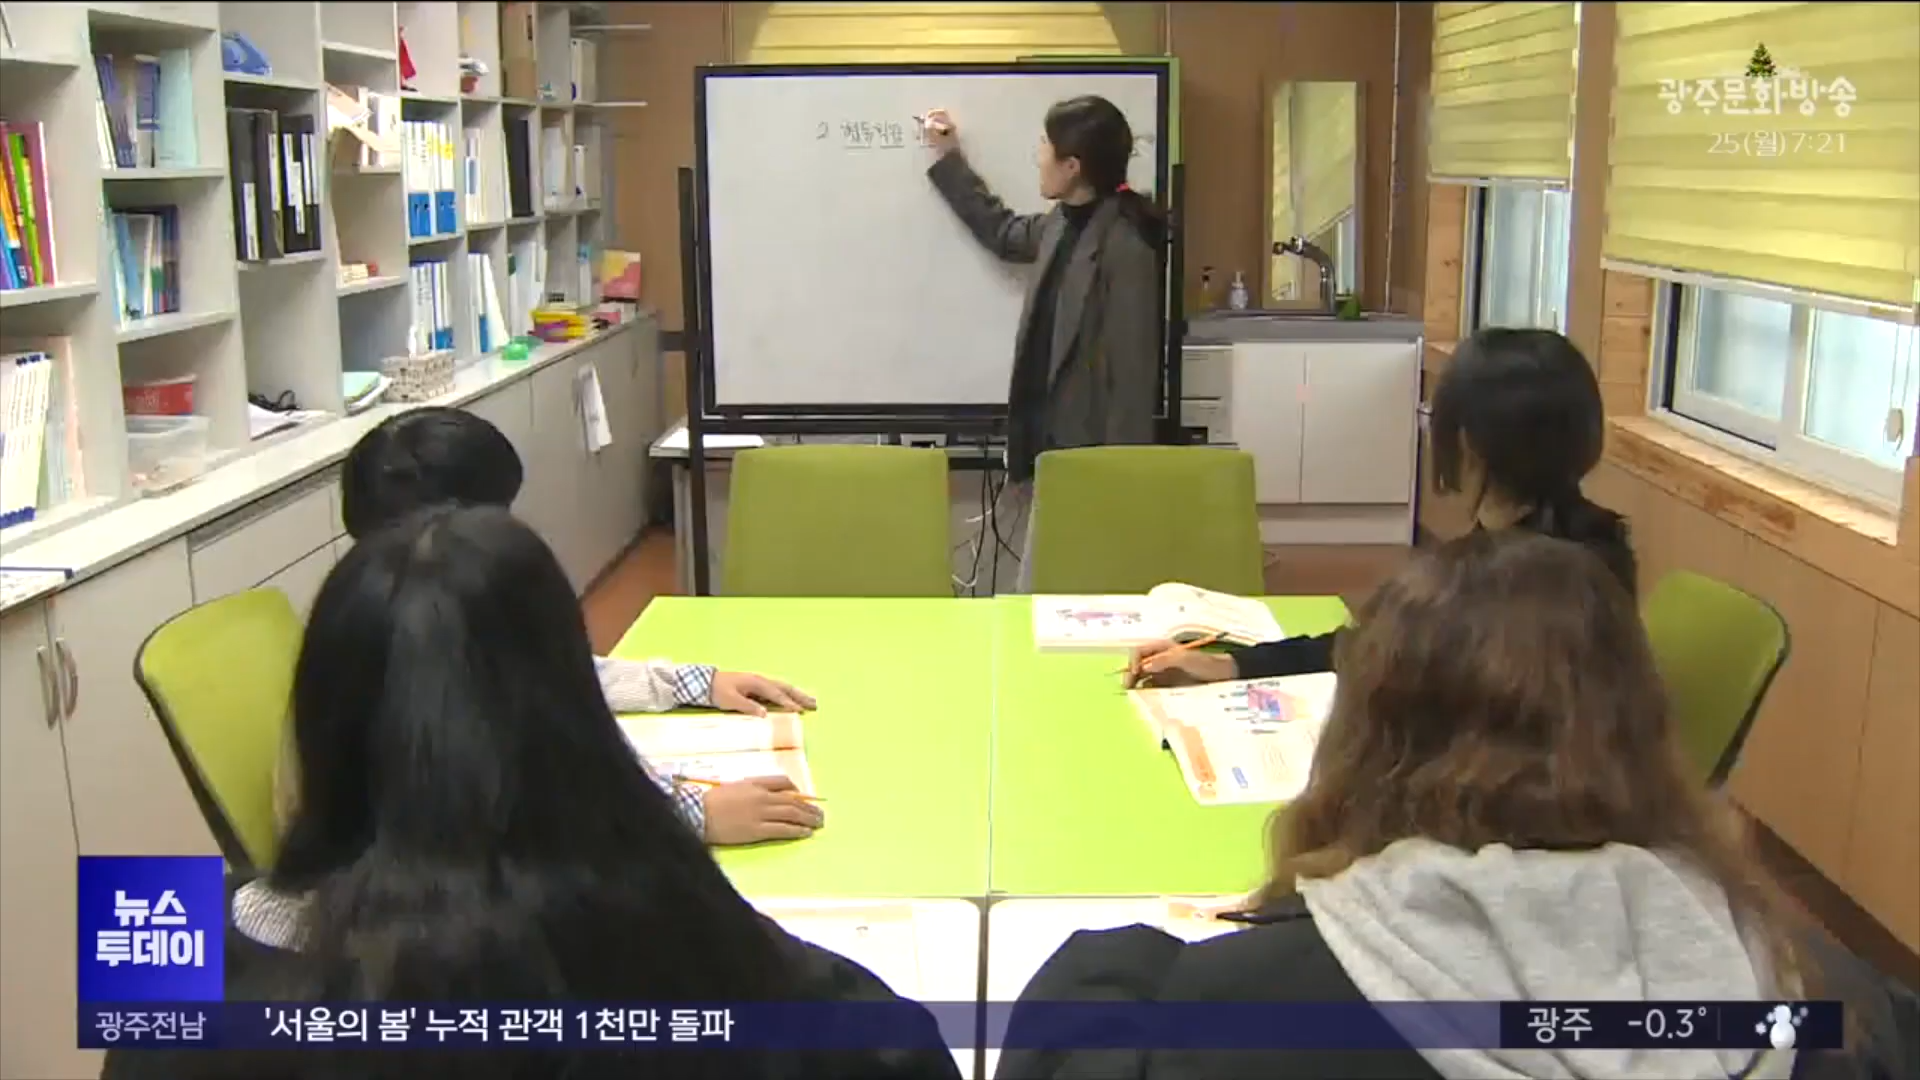 광주문화방송
25(월)7:21
2
뉴스
투데이
광주전남 '서울의 봄' 누적 관객 1천만 돌파 광주 -0.3°